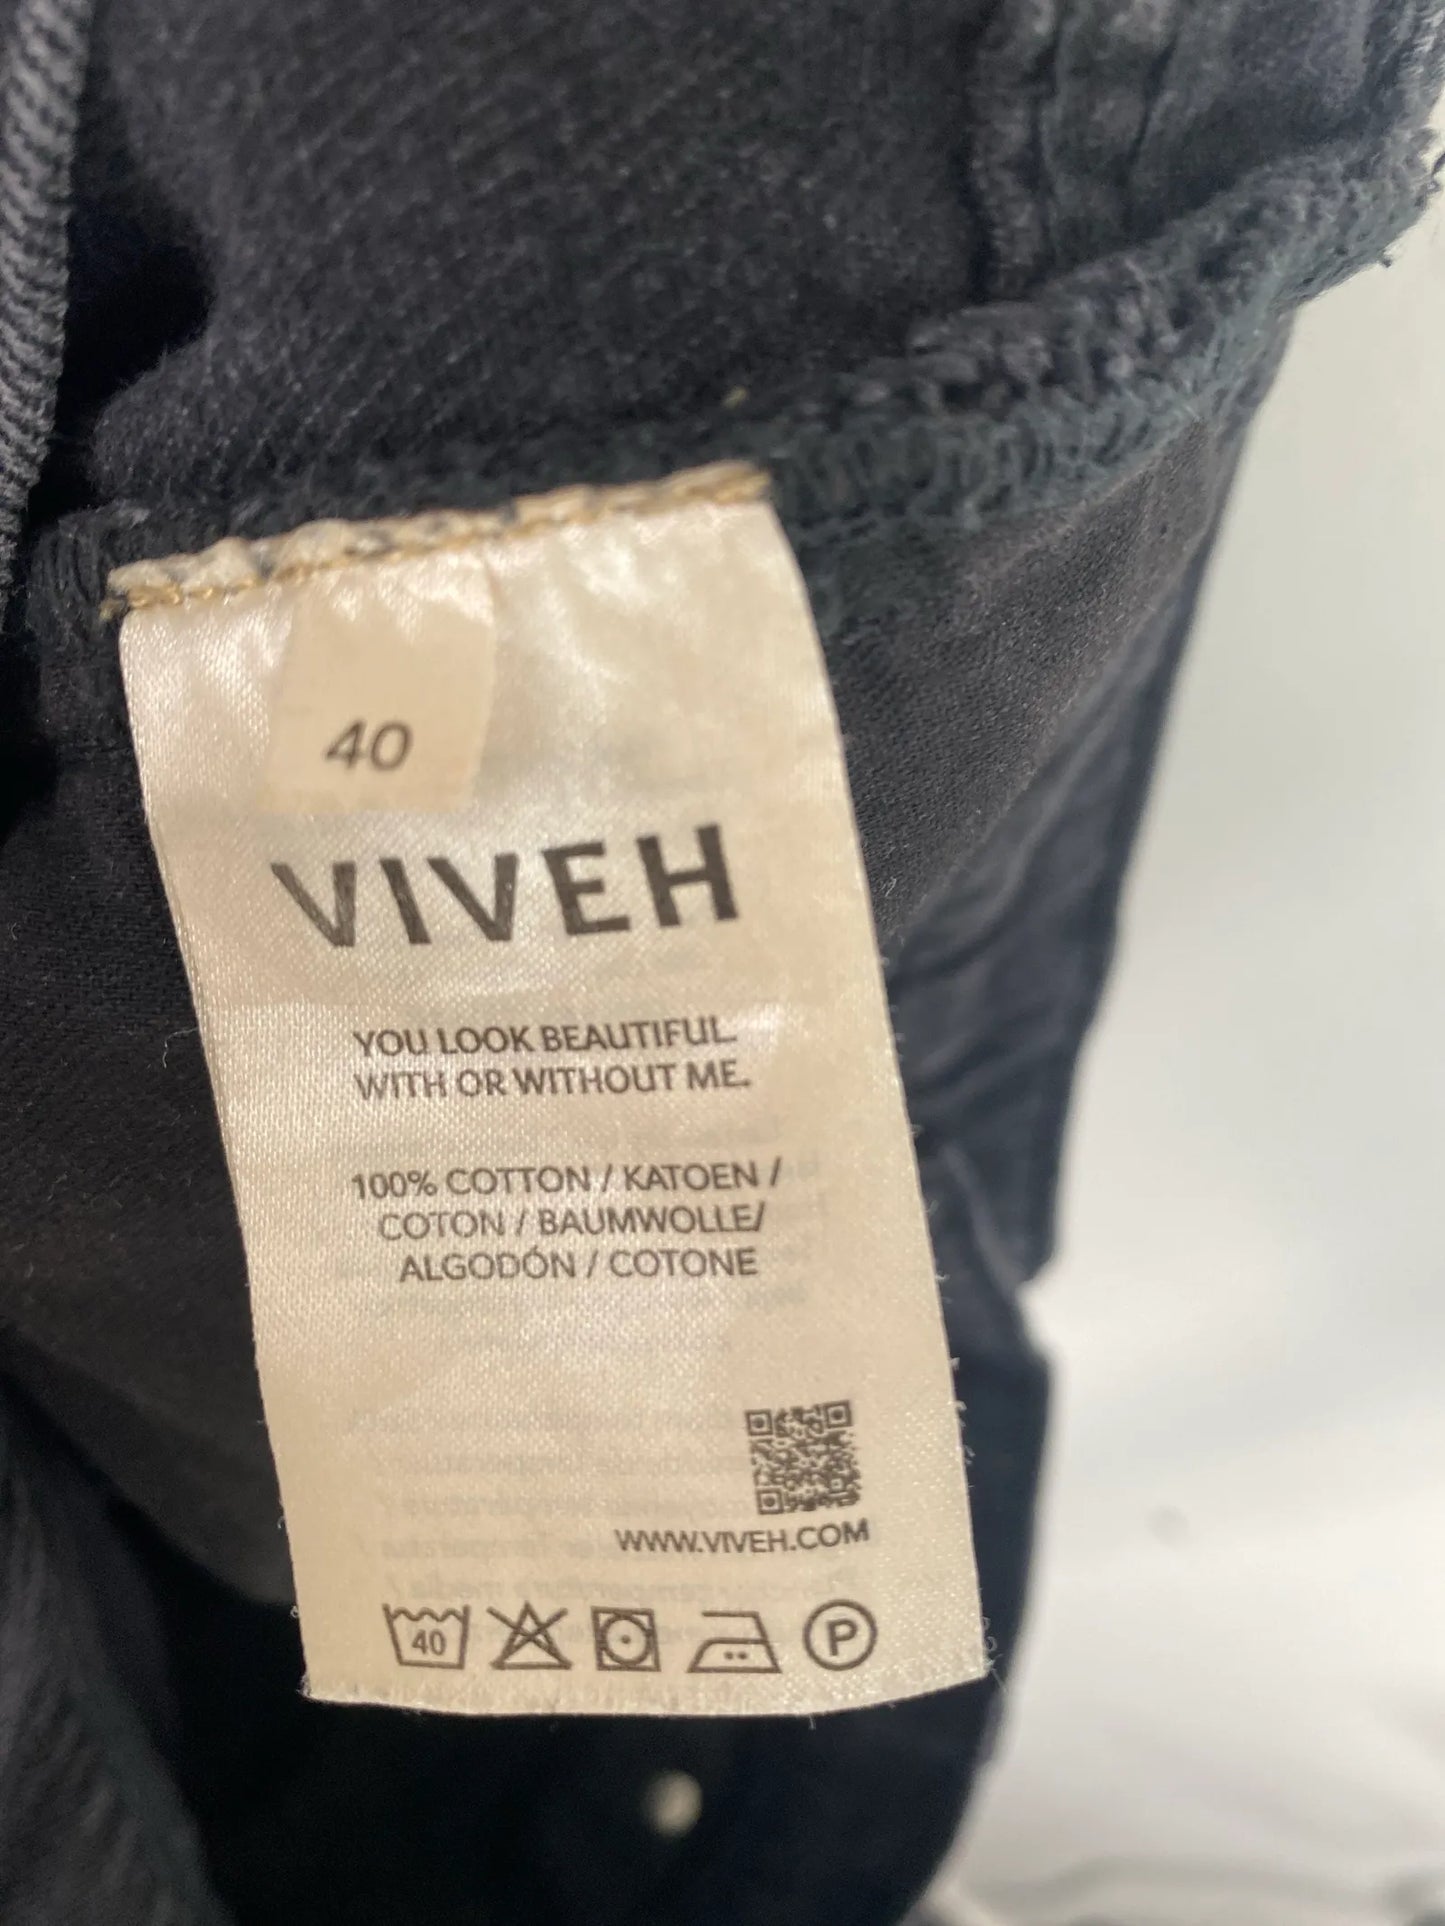 40
VIVEH
YOU LOOK BEAUTIFUL.
WITH OR WITHOUT ME.
100% COTTON / KATOEN /
COTON / BAUMWOLLE/
ALGODÓN / COTONE
WWW.VIVEH.COM
40
P